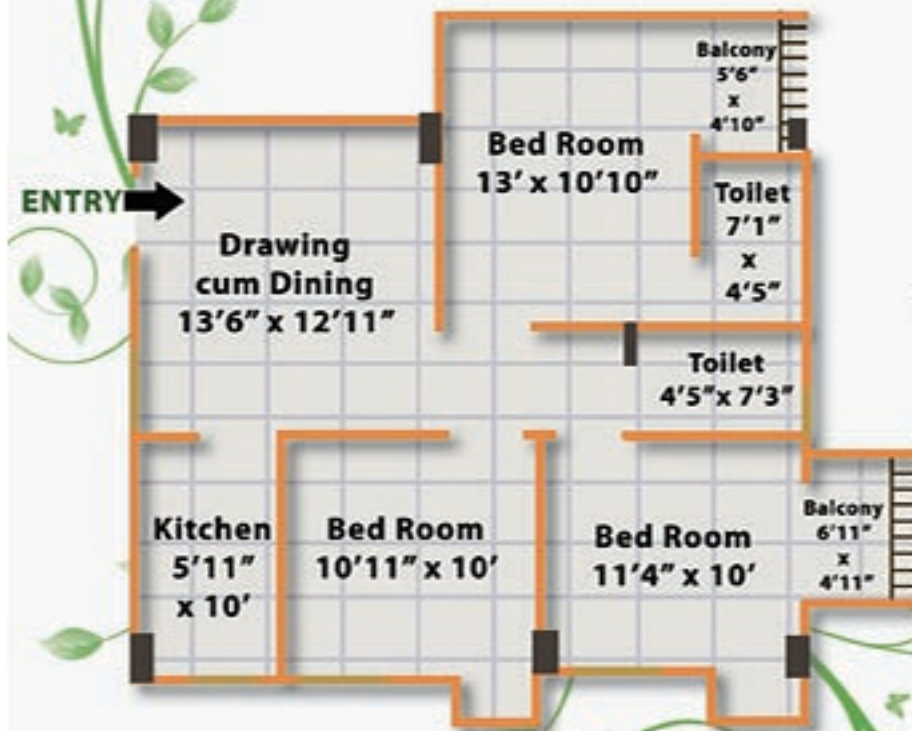 Balcony
5'6"
x
4'10"
Bed Room
13' x 10'10"
ENTRY
Toilet
7'1"
x
4'5"
Drawing
cum Dining
13'6" x 12'11"
Toilet
4'5"x 7'3"
Kitchen
5'11"
x 10'
Bed Room
10'11" x 10'
Bed Room
11'4" x 10'
Balcony
6'11"
x
4'11"